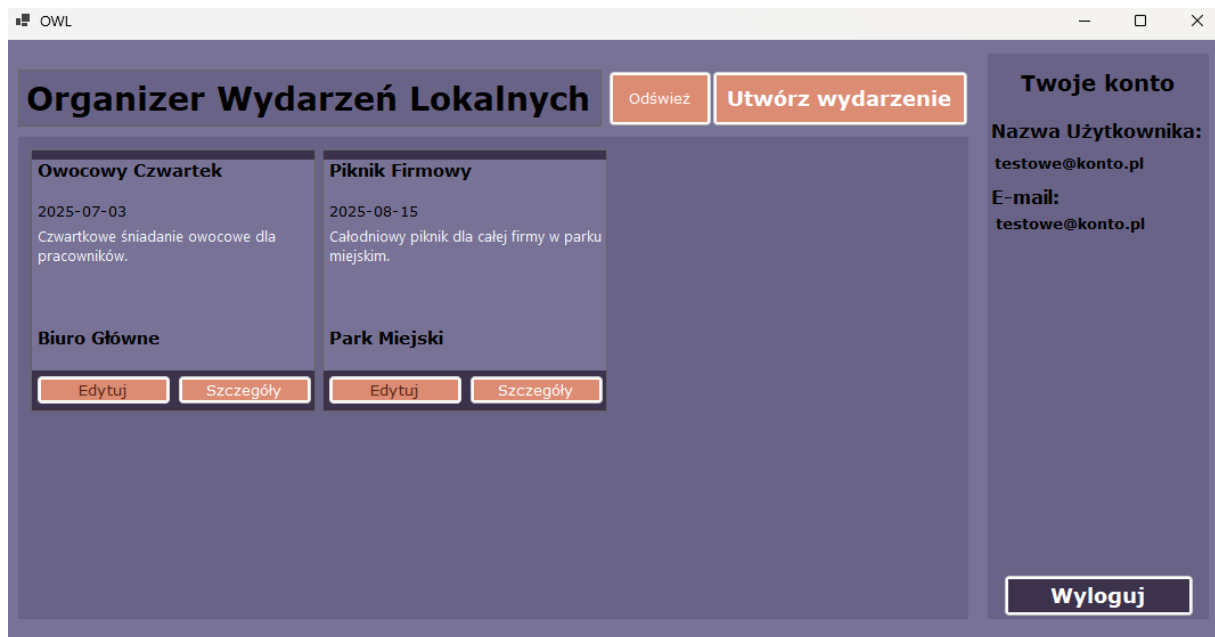 OWL
Organizer Wydarzeń Lokalnych
Odśwież
Utwórz wydarzenie
Owocowy Czwartek
2025-07-03
Czwartkowe śniadanie owocowe dla
pracowników.
Biuro Główne
Edytuj
Szczegóły
Piknik Firmowy
2025-08-15
Całodniowy piknik dla całej firmy w parku
miejskim.
Park Miejski
Edytuj
Szczegóły
Twoje konto
Nazwa Użytkownika:
testowe@konto.pl
E-mail:
testowe@konto.pl
Wyloguj